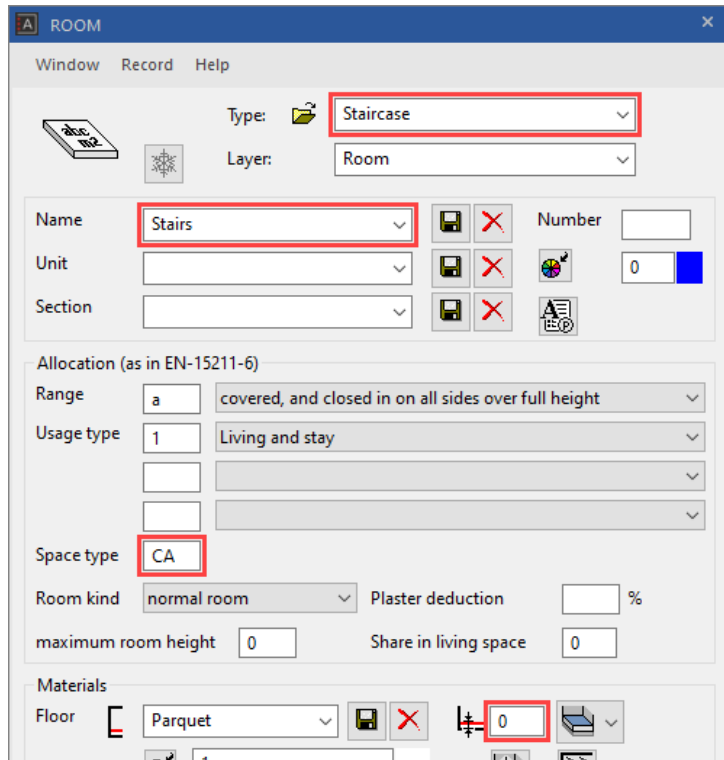 A ROOM
Window Record Help
abc m2
Type: Staircase
Layer: Room
Name Stairs Number
Unit 0
Section A P
Allocation (as in EN-15211-6)
Range a covered, and closed in on all sides over full height
Usage type 1 Living and stay
Space type CA
Room kind normal room Plaster deduction %
maximum room height 0 Share in living space 0
Materials
Floor Parquet 0